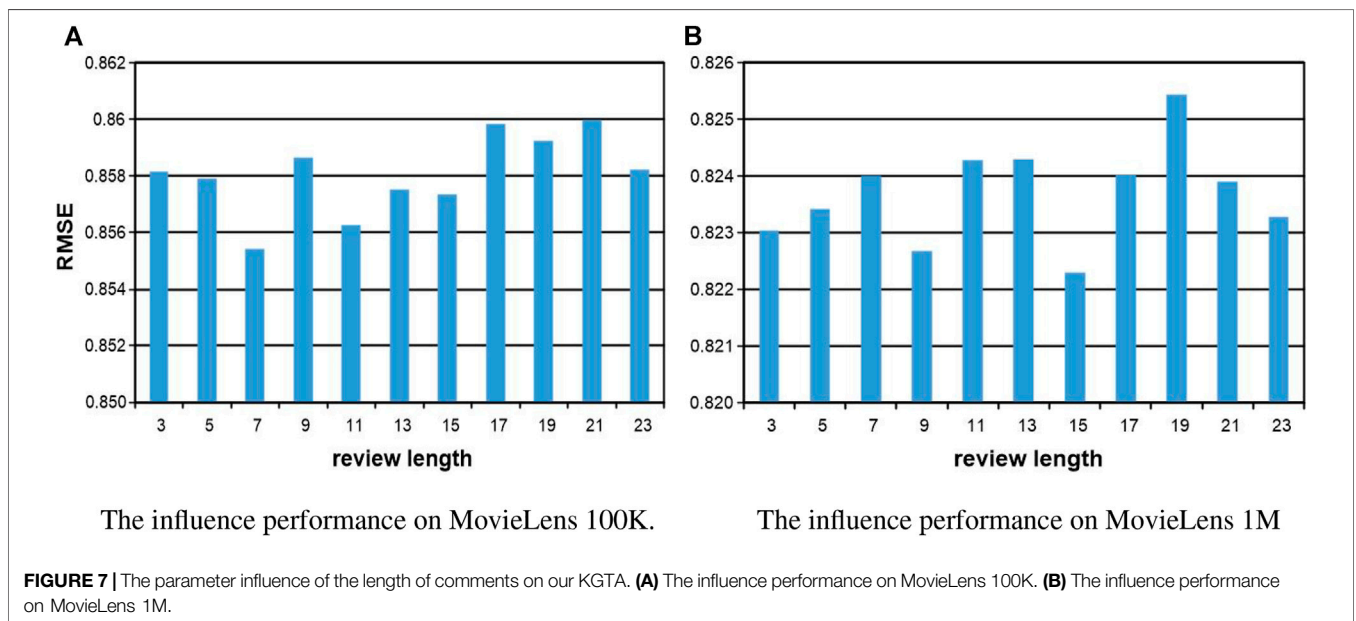 A
0.862
0.86
0.858
0.856
0.854
0.852
0.850
RMSE
3 5 7 9 11 13 15 17 19 21 23
review length
The influence performance on MovieLens 100K.
B
0.826
0.825
0.824
0.823
0.822
0.821
0.820
3 5 7 9 11 13 15 17 19 21 23
review length
The influence performance on MovieLens 1M
FIGURE 7 | The parameter influence of the length of comments on our KGTA. (A) The influence performance on MovieLens 100K. (B) The influence performance
on MovieLens 1M.